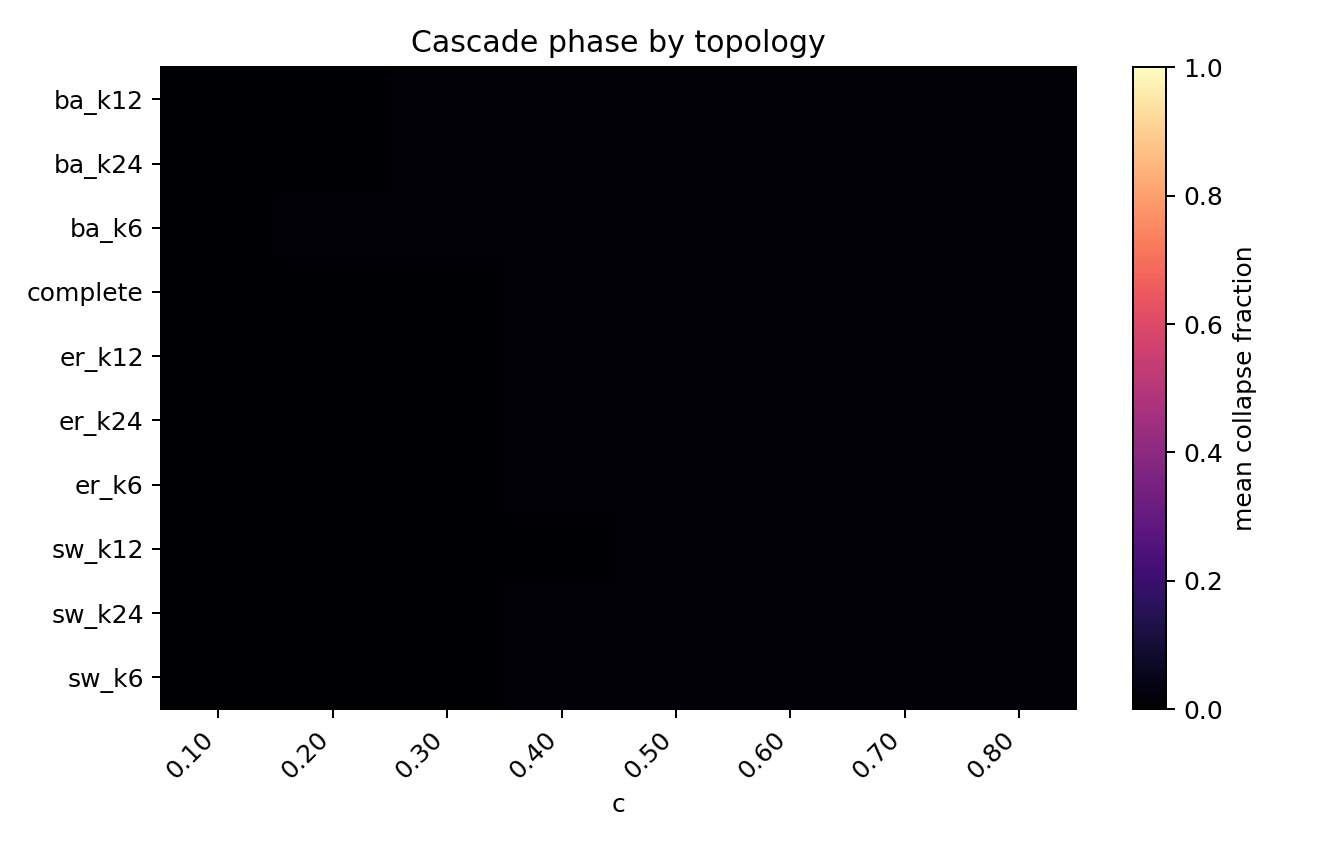 Cascade phase by topology
ba_k12
ba_k24
ba_k6
complete
er_k12
er_k24
er_k6
sw_k12
sw_k24
sw_k6
0.10 0.20 0.30 0.40 0.50 0.60 0.70 0.80
c
1.0
0.8
0.6
0.4
0.2
0.0
mean collapse fraction